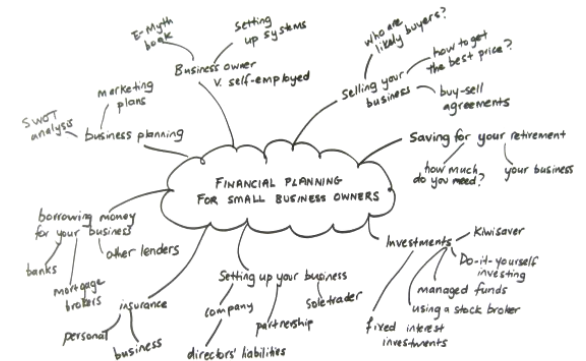 FINANCIAL PLANNING
FOR SMALL BUSINESS OWNERS
Business owner
v. self-employed
E-Myth
book
Setting
up systems
Selling your
business
who are
likely buyers?
how to get
the best price?
buy-sell
agreements
Saving for your retirement
how much
do you need?
your business
Investments
Kiwisaver
Do-it-yourself
investing
managed funds
using a stock broker
fixed interest
investments
Setting up your business
company
directors' liabilities
partnership
sole trader
insurance
personal
business
borrowing money
for your business
banks
mortgage
brokers
other lenders
business planning
SWOT
analysis
marketing
plans